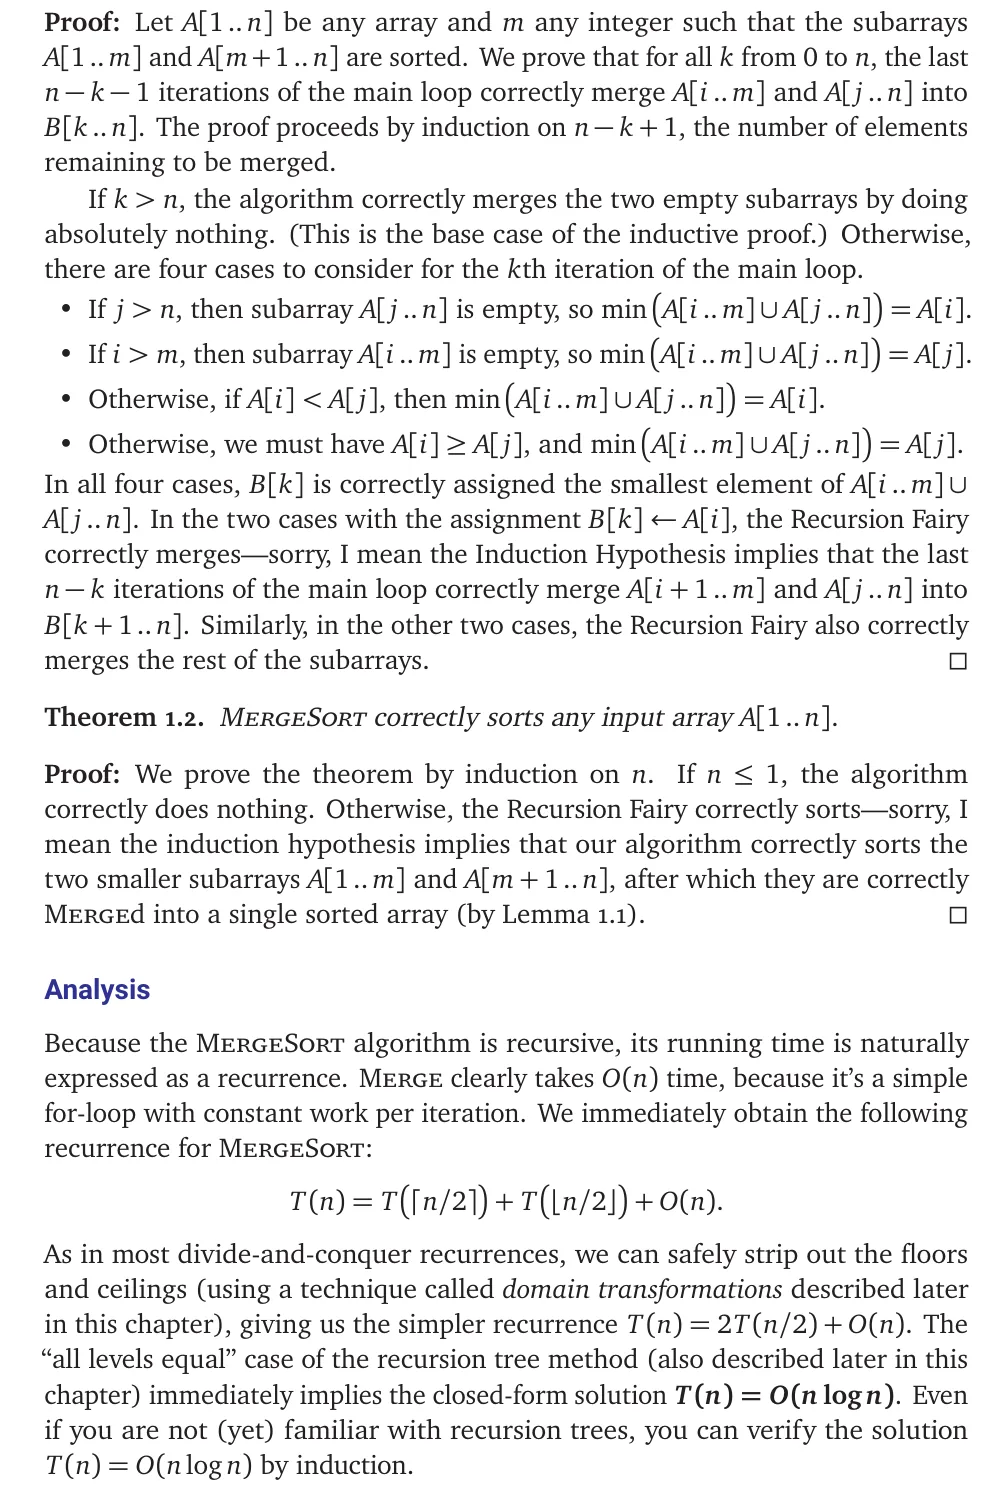 Proof: Let A[1 .. n] be any array and m any integer such that the subarrays
A[1 .. m] and A[m + 1 .. n] are sorted. We prove that for all k from 0 to n, the last
n − k − 1 iterations of the main loop correctly merge A[i .. m] and A[j .. n] into
B[k .. n]. The proof proceeds by induction on n − k + 1, the number of elements
remaining to be merged.
If k > n, the algorithm correctly merges the two empty subarrays by doing
absolutely nothing. (This is the base case of the inductive proof.) Otherwise,
there are four cases to consider for the kth iteration of the main loop.
• If j > n, then subarray A[j .. n] is empty, so min(A[i .. m] ∪ A[j .. n]) = A[i].
• If i > m, then subarray A[i .. m] is empty, so min(A[i .. m] ∪ A[j .. n]) = A[j].
• Otherwise, if A[i] < A[j], then min(A[i .. m] ∪ A[j .. n]) = A[i].
• Otherwise, we must have A[i] ≥ A[j], and min(A[i .. m] ∪ A[j .. n]) = A[j].
In all four cases, B[k] is correctly assigned the smallest element of A[i .. m] ∪
A[j .. n]. In the two cases with the assignment B[k] ← A[i], the Recursion Fairy
correctly merges—sorry, I mean the Induction Hypothesis implies that the last
n − k iterations of the main loop correctly merge A[i + 1 .. m] and A[j .. n] into
B[k + 1 .. n]. Similarly, in the other two cases, the Recursion Fairy also correctly
merges the rest of the subarrays. □
Theorem 1.2. MERGESORT correctly sorts any input array A[1 .. n].
Proof: We prove the theorem by induction on n. If n ≤ 1, the algorithm
correctly does nothing. Otherwise, the Recursion Fairy correctly sorts—sorry, I
mean the induction hypothesis implies that our algorithm correctly sorts the
two smaller subarrays A[1 .. m] and A[m + 1 .. n], after which they are correctly
MERGEd into a single sorted array (by Lemma 1.1). □
Analysis
Because the MERGESORT algorithm is recursive, its running time is naturally
expressed as a recurrence. MERGE clearly takes O(n) time, because it’s a simple
for-loop with constant work per iteration. We immediately obtain the following
recurrence for MERGESORT:
T(n) = T(⌈n/2⌉) + T(⌊n/2⌋) + O(n).
As in most divide-and-conquer recurrences, we can safely strip out the floors
and ceilings (using a technique called domain transformations described later
in this chapter), giving us the simpler recurrence T(n) = 2T(n/2) + O(n). The
“all levels equal” case of the recursion tree method (also described later in this
chapter) immediately implies the closed-form solution T(n) = O(n log n). Even
if you are not (yet) familiar with recursion trees, you can verify the solution
T(n) = O(n log n) by induction.